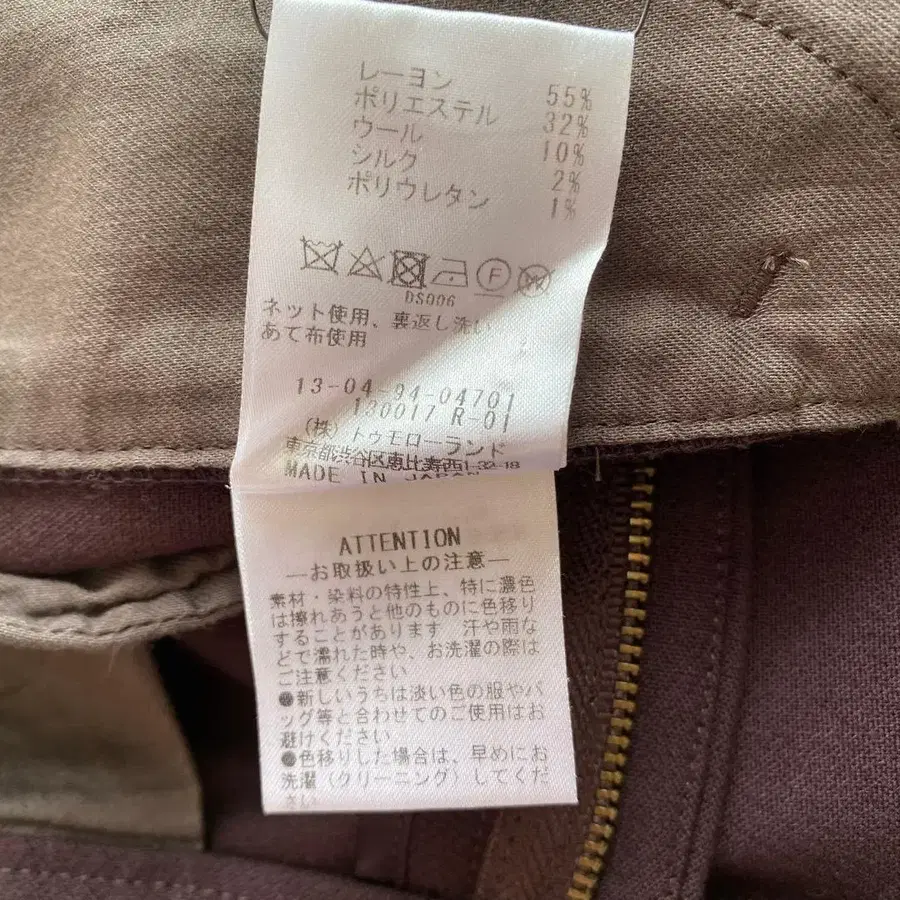 レーヨン 55%
ポリエステル 32%
ウール 10%
シルク 2%
ポリウレタン 1%
F
DS006
ネット使用、裏返し洗い
あて布使用
13-04-94-04701
130017 R-01
(株) トゥモローランド
東京都渋谷区恵比寿西1-32-18
MADE IN JAPAN
ATTENTION
—お取扱い上の注意—
素材・染料の特性上、特に濃色
は擦れあうと他のものに色移り
することがあります 汗や雨な
どで濡れた時や、お洗濯の際は
ご注意ください
●新しいうちは淡い色の服やバ
ッグ等と合わせてのご使用はお
避けください
●色移りした場合は、早めにお
洗濯（クリーニング）してくだ
さい